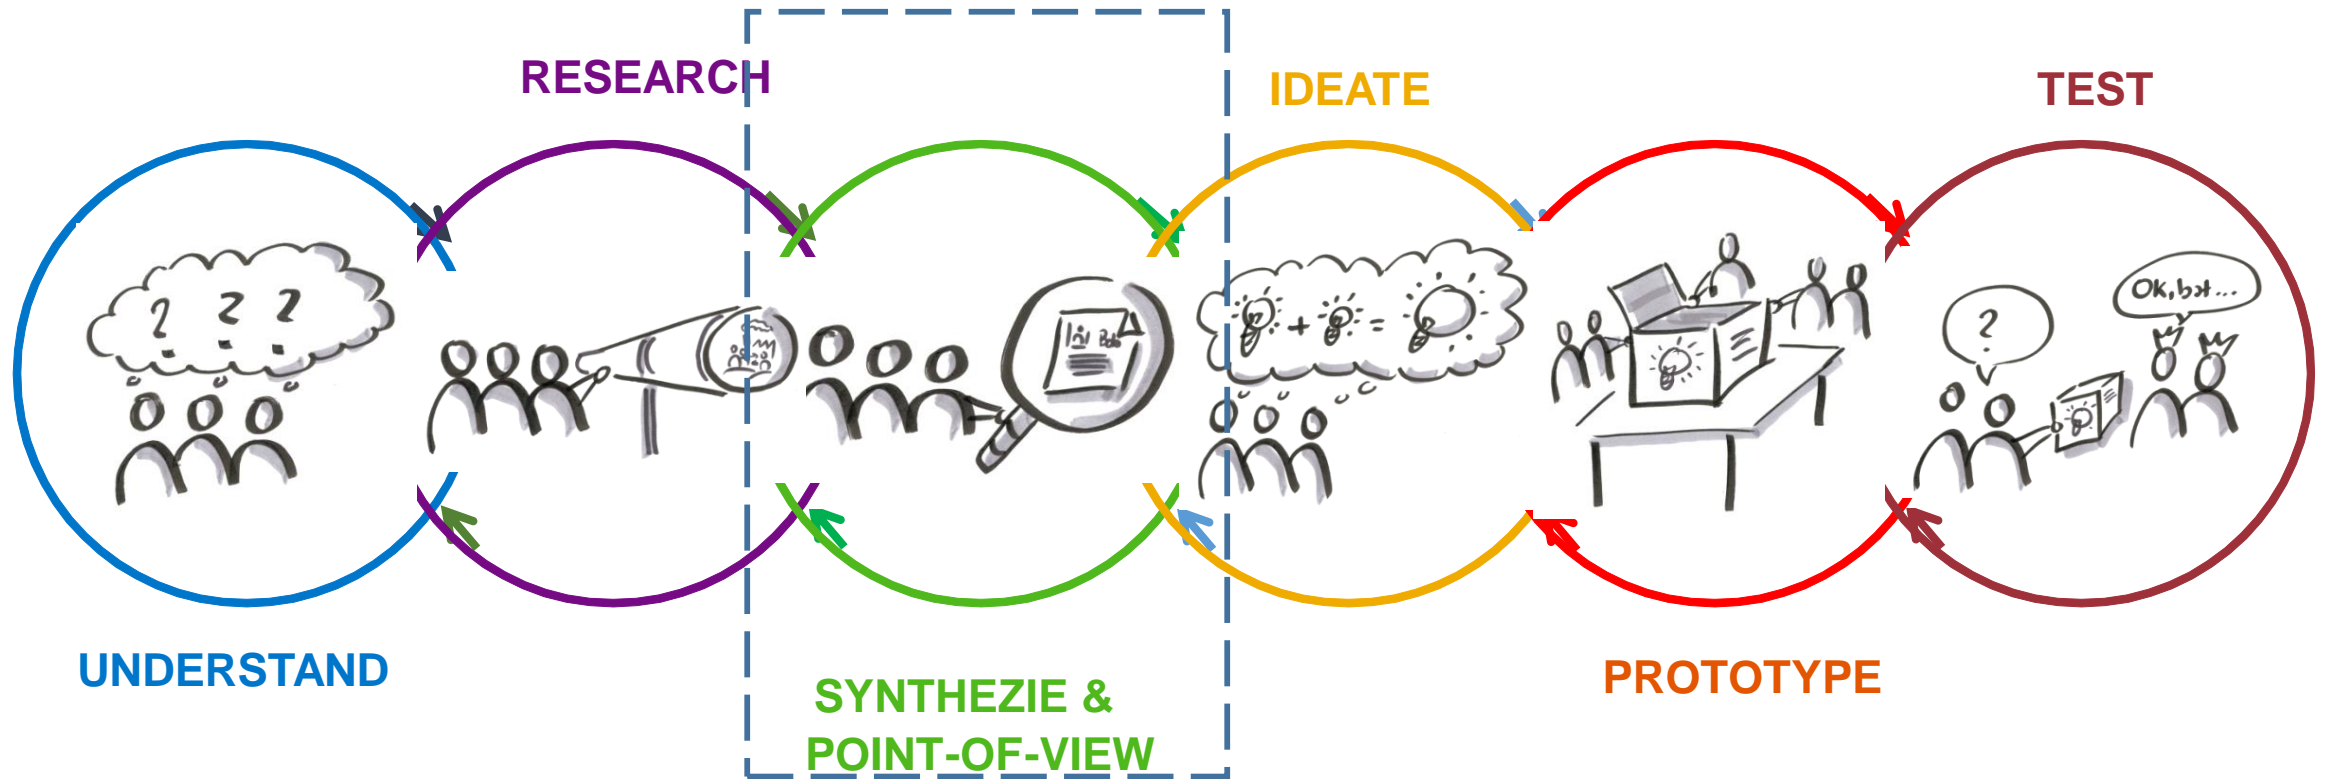 RESEARCH
IDEATE
TEST
? ? ?
+ =
?
Ok, but...
UNDERSTAND
SYNTHEZIE &
POINT-OF-VIEW
PROTOTYPE